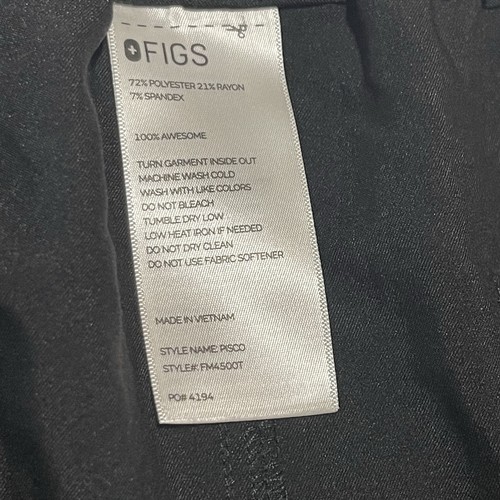 FIGS
72% POLYESTER 21% RAYON
7% SPANDEX
100% AWESOME
TURN GARMENT INSIDE OUT
MACHINE WASH COLD
WASH WITH LIKE COLORS
DO NOT BLEACH
TUMBLE DRY LOW
LOW HEAT IRON IF NEEDED
DO NOT DRY CLEAN
DO NOT USE FABRIC SOFTENER
MADE IN VIETNAM
STYLE NAME: PISCO
STYLE#: FM4500T
PO# 4194